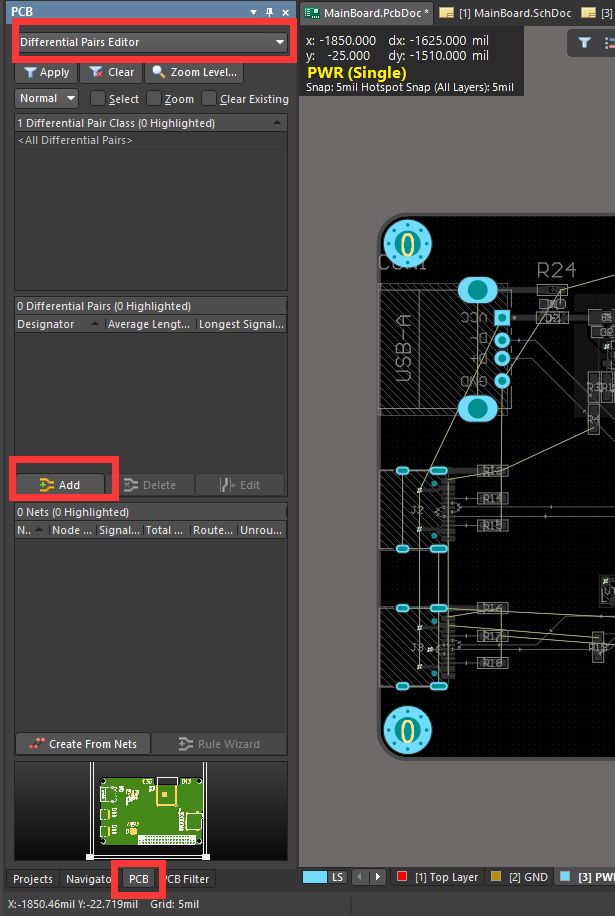 PCB
Differential Pairs Editor
Apply
Clear
Zoom Level...
Normal
Select
Zoom
Clear Existing
1 Differential Pair Class (0 Highlighted)
<All Differential Pairs>
0 Differential Pairs (0 Highlighted)
Designator
Average Lengt...
Longest Signal...
Add
Delete
Edit
0 Nets (0 Highlighted)
N..
Node ...
Signal...
Total ...
Route...
Unrou...
Create From Nets
Rule Wizard
Projects
Navigato
PCB
CB Filter
X:-1850.46mil Y:-22.719mil Grid: 5mil
MainBoard.PcbDoc *
[1] MainBoard.SchDoc
[3]
x: -1850.000 dx: -1625.000 mil
y: -25.000 dy: -1510.000 mil
PWR (Single)
Snap: 5mil Hotspot Snap (All Layers): 5mil
0
R24
USB-A
VCC
D-
D+
GND
R14
J2
R15
J3
R17
R18
0
LS
[1] Top Layer
[2] GND
[3] PW